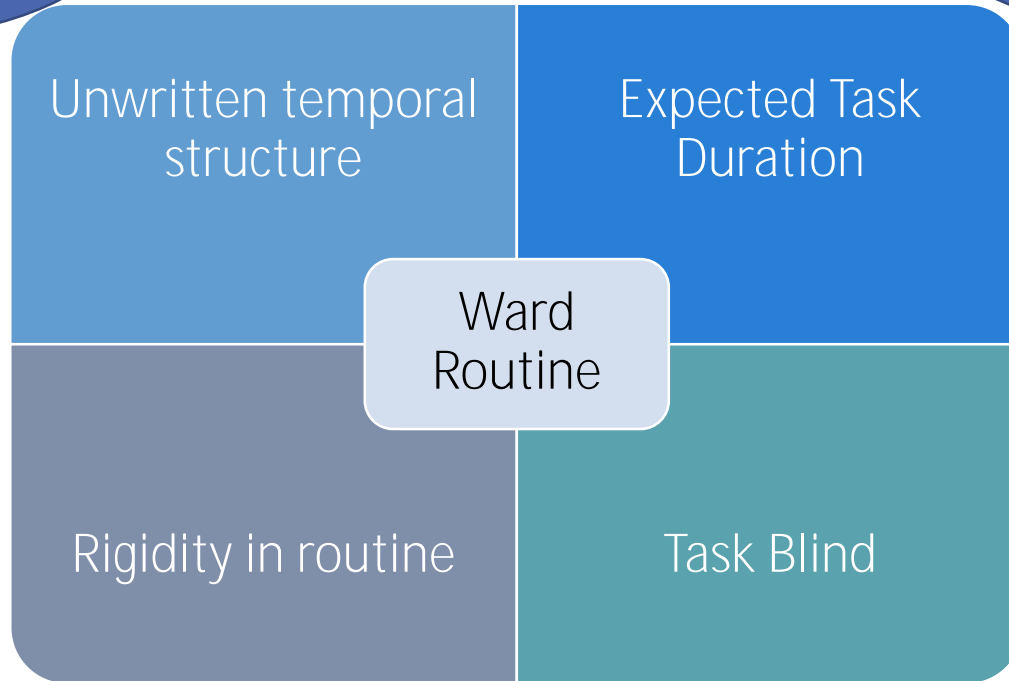 Unwritten temporal
structure
Expected Task
Duration
Ward
Routine
Rigidity in routine
Task Blind